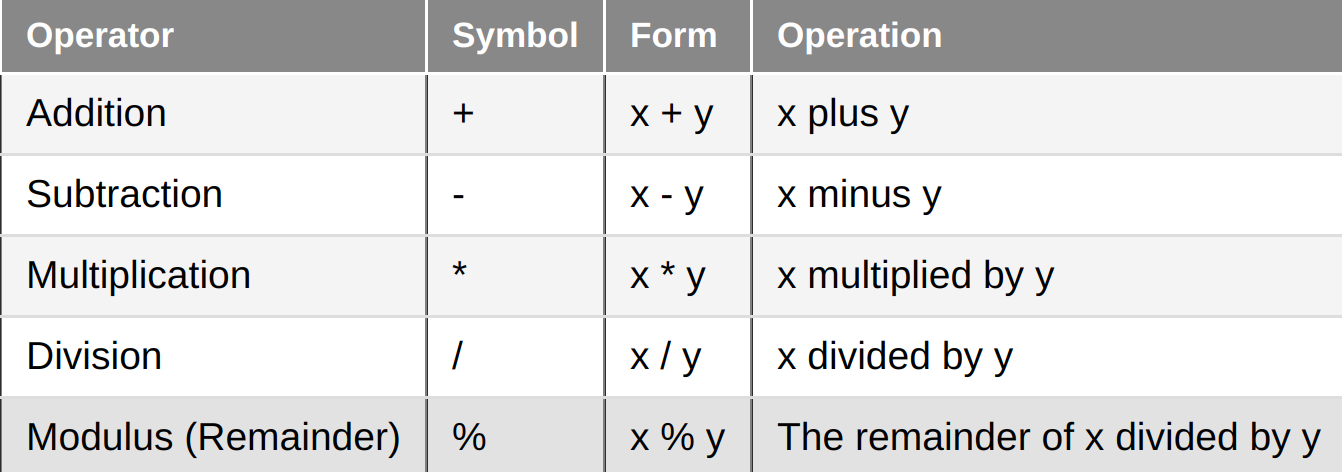 Operator Symbol Form Operation
Addition + x + y x plus y
Subtraction - x - y x minus y
Multiplication * x * y x multiplied by y
Division / x / y x divided by y
Modulus (Remainder) % x % y The remainder of x divided by y